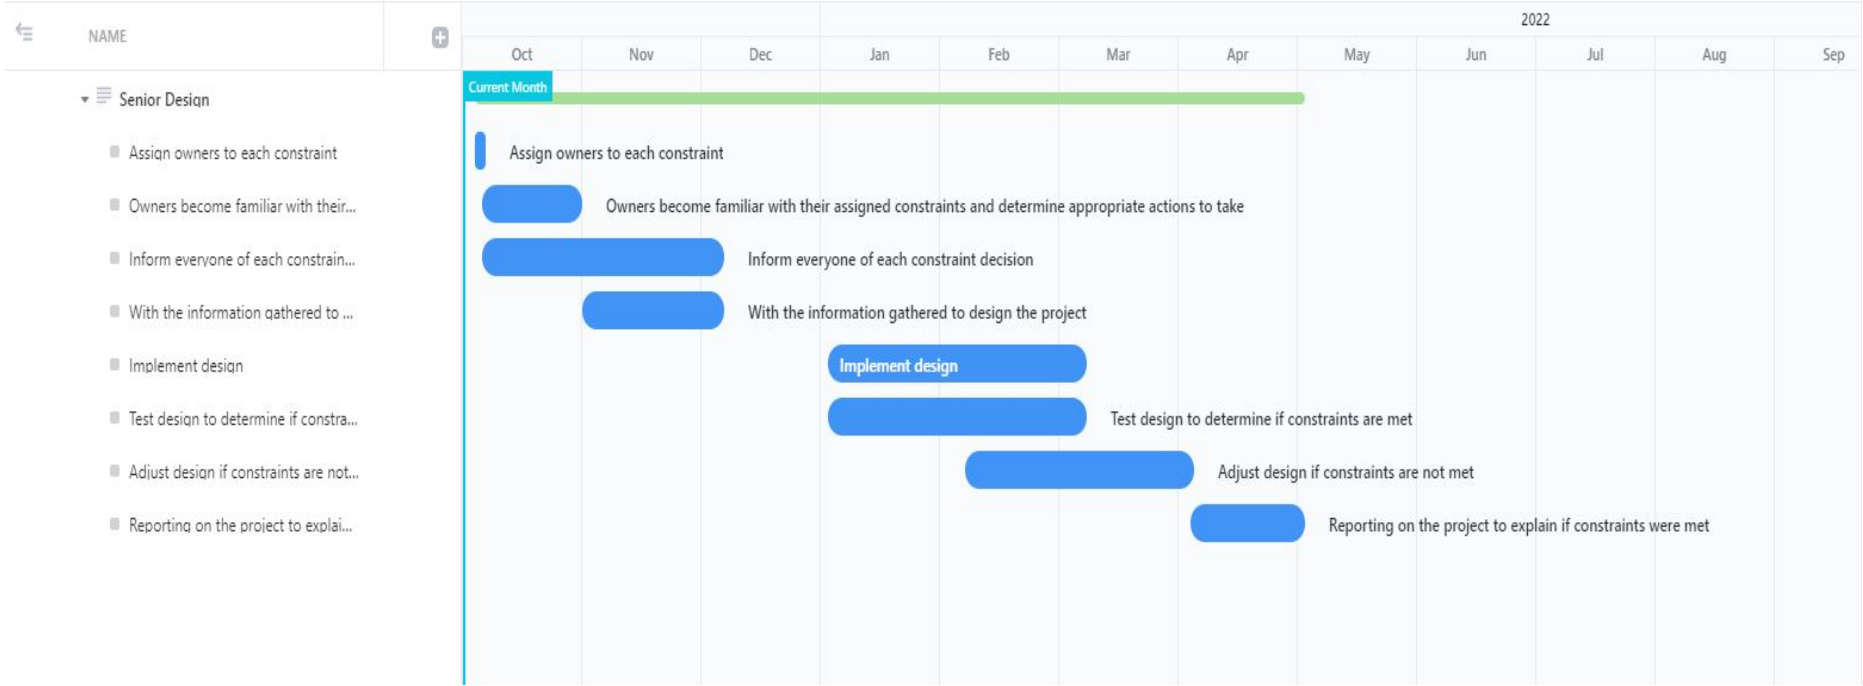 2022
NAME
Oct Nov Dec Jan Feb Mar Apr May Jun Jul Aug Sep
Current Month
Senior Design
Assign owners to each constraint Assign owners to each constraint
Owners become familiar with their... Owners become familiar with their assigned constraints and determine appropriate actions to take
Inform everyone of each constrain... Inform everyone of each constraint decision
With the information gathered to ... With the information gathered to design the project
Implement design Implement design
Test design to determine if constra... Test design to determine if constraints are met
Adjust design if constraints are not... Adjust design if constraints are not met
Reporting on the project to explai... Reporting on the project to explain if constraints were met